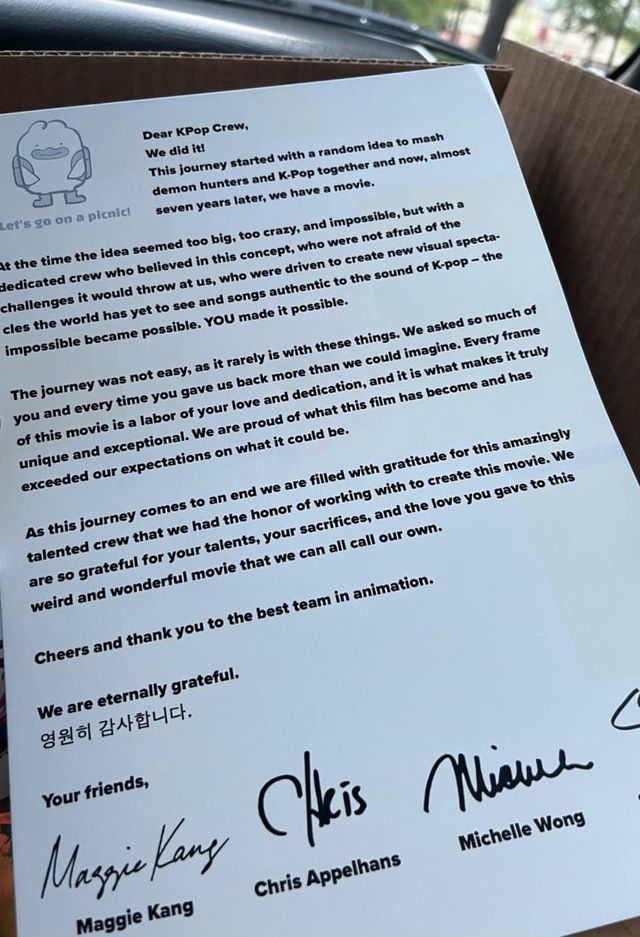 Dear KPop Crew,
We did it!
This journey started with a random idea to mash
demon hunters and K-Pop together and now, almost
seven years later, we have a movie.
Let's go on a picnic!
At the time the idea seemed too big, too crazy, and impossible, but with a
dedicated crew who believed in this concept, who were not afraid of the
challenges it would throw at us, who were driven to create new visual specta-
cles the world has yet to see and songs authentic to the sound of K-pop – the
impossible became possible. YOU made it possible.
The journey was not easy, as it rarely is with these things. We asked so much of
you and every time you gave us back more than we could imagine. Every frame
of this movie is a labor of your love and dedication, and it is what makes it truly
unique and exceptional. We are proud of what this film has become and has
exceeded our expectations on what it could be.
As this journey comes to an end we are filled with gratitude for this amazingly
talented crew that we had the honor of working with to create this movie. We
are so grateful for your talents, your sacrifices, and the love you gave to this
weird and wonderful movie that we can all call our own.
Cheers and thank you to the best team in animation.
We are eternally grateful.
영원히 감사합니다.
Your friends,
Maggie Kang
Chris
Michelle
Maggie Kang
Chris Appelhans
Michelle Wong